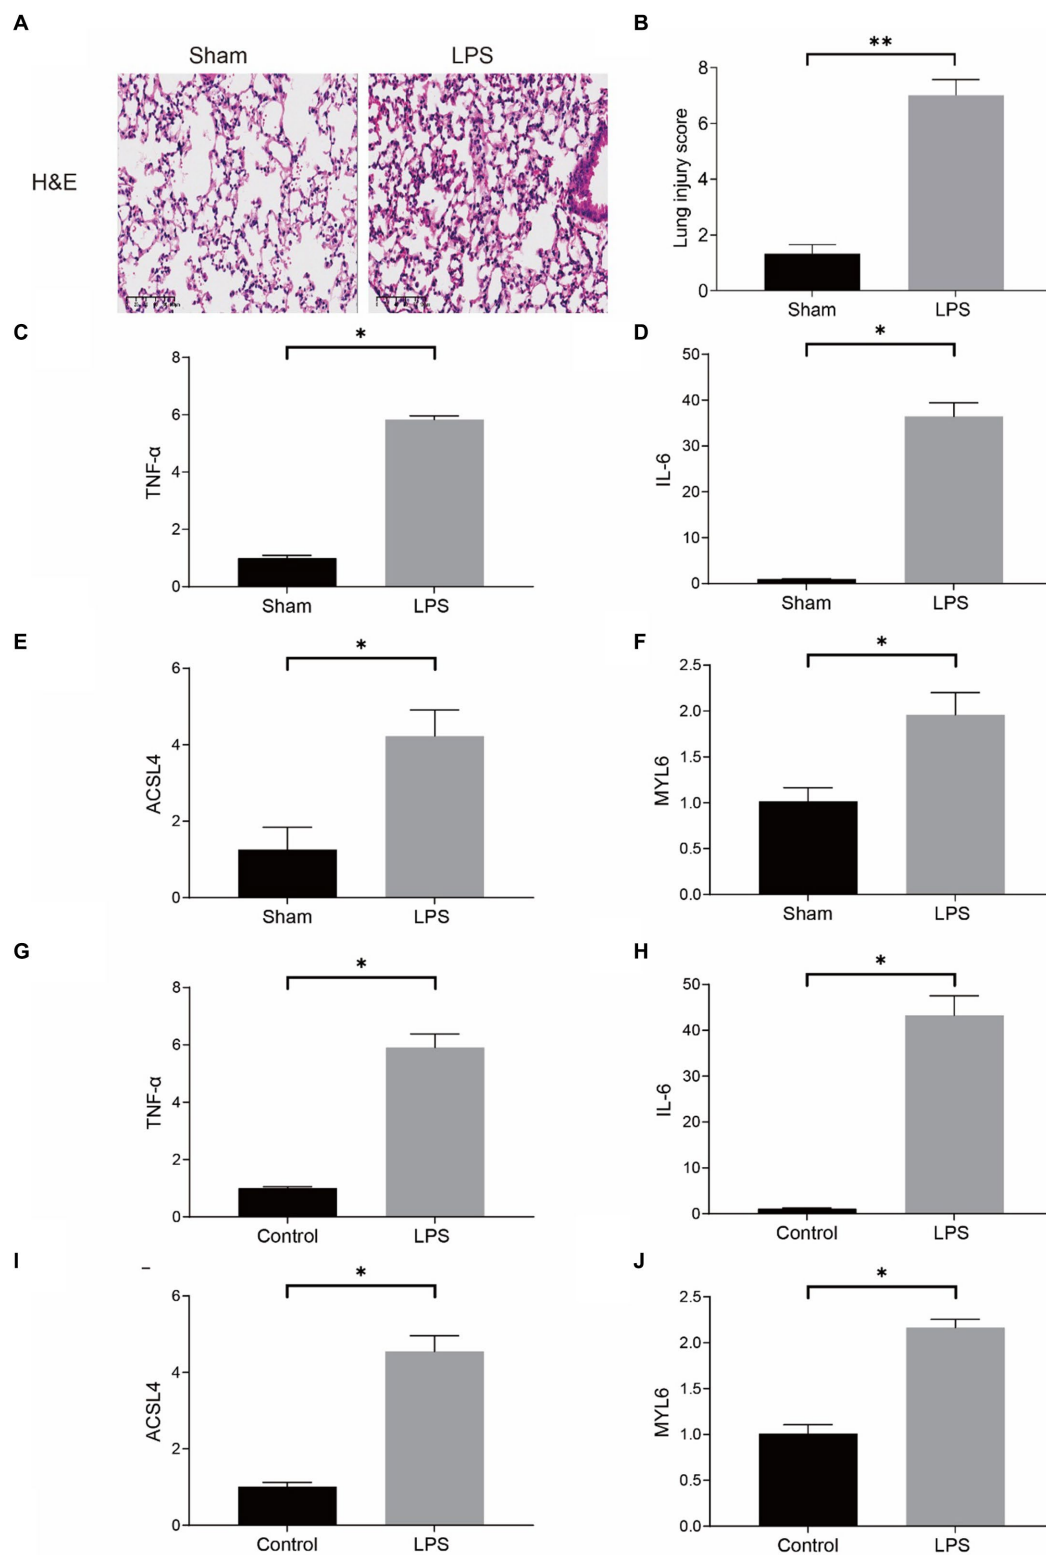 A
B
Sham
LPS
H&E
**
Lung injury score
8
6
4
2
0
Sham
LPS
C
D
*
TNF-α
8
6
4
2
0
Sham
LPS
*
IL-6
50
40
30
20
10
0
Sham
LPS
E
F
*
ACSL4
6
4
2
0
Sham
LPS
*
MYL6
2.5
2.0
1.5
1.0
0.5
0.0
Sham
LPS
G
H
*
TNF-α
8
6
4
2
0
Control
LPS
*
IL-6
50
40
30
20
10
0
Control
LPS
I
J
*
ACSL4
6
4
2
0
Control
LPS
*
MYL6
2.5
2.0
1.5
1.0
0.5
0.0
Control
LPS